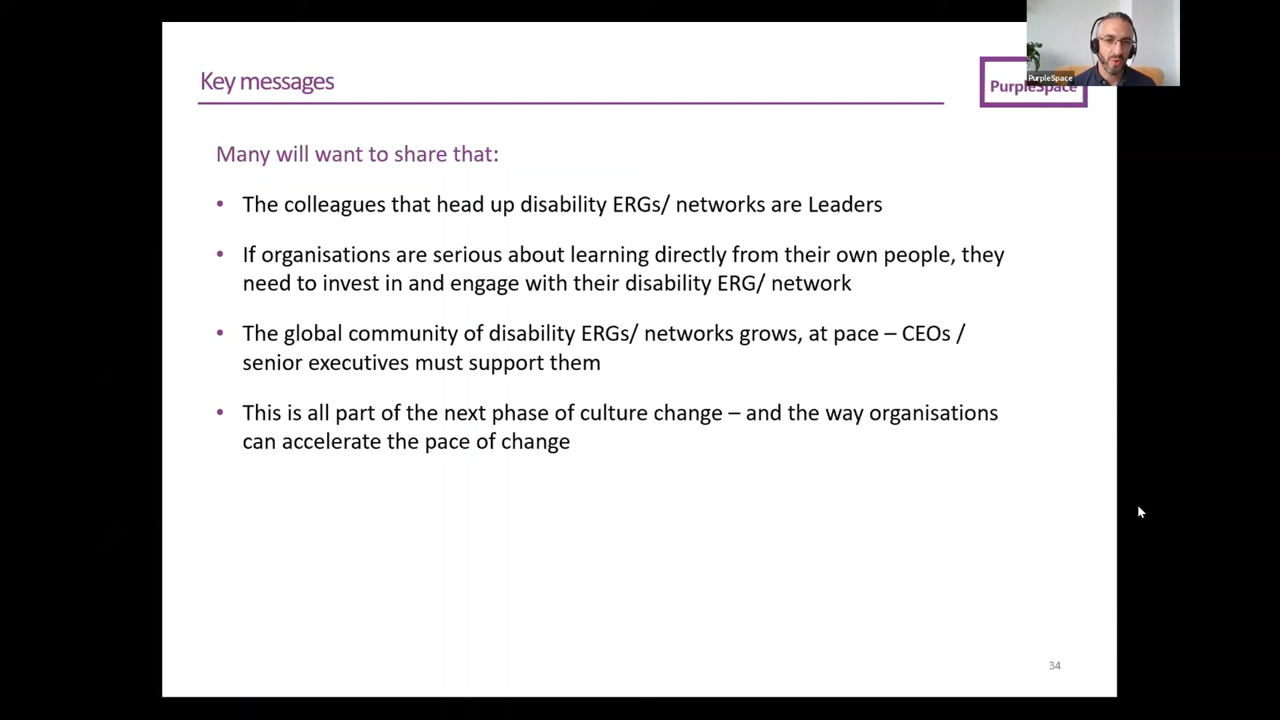 Key messages
PurpleSpace
PurpleSpace
Many will want to share that:
• The colleagues that head up disability ERGs/ networks are Leaders
• If organisations are serious about learning directly from their own people, they
need to invest in and engage with their disability ERG/ network
• The global community of disability ERGs/ networks grows, at pace – CEOs /
senior executives must support them
• This is all part of the next phase of culture change – and the way organisations
can accelerate the pace of change
34